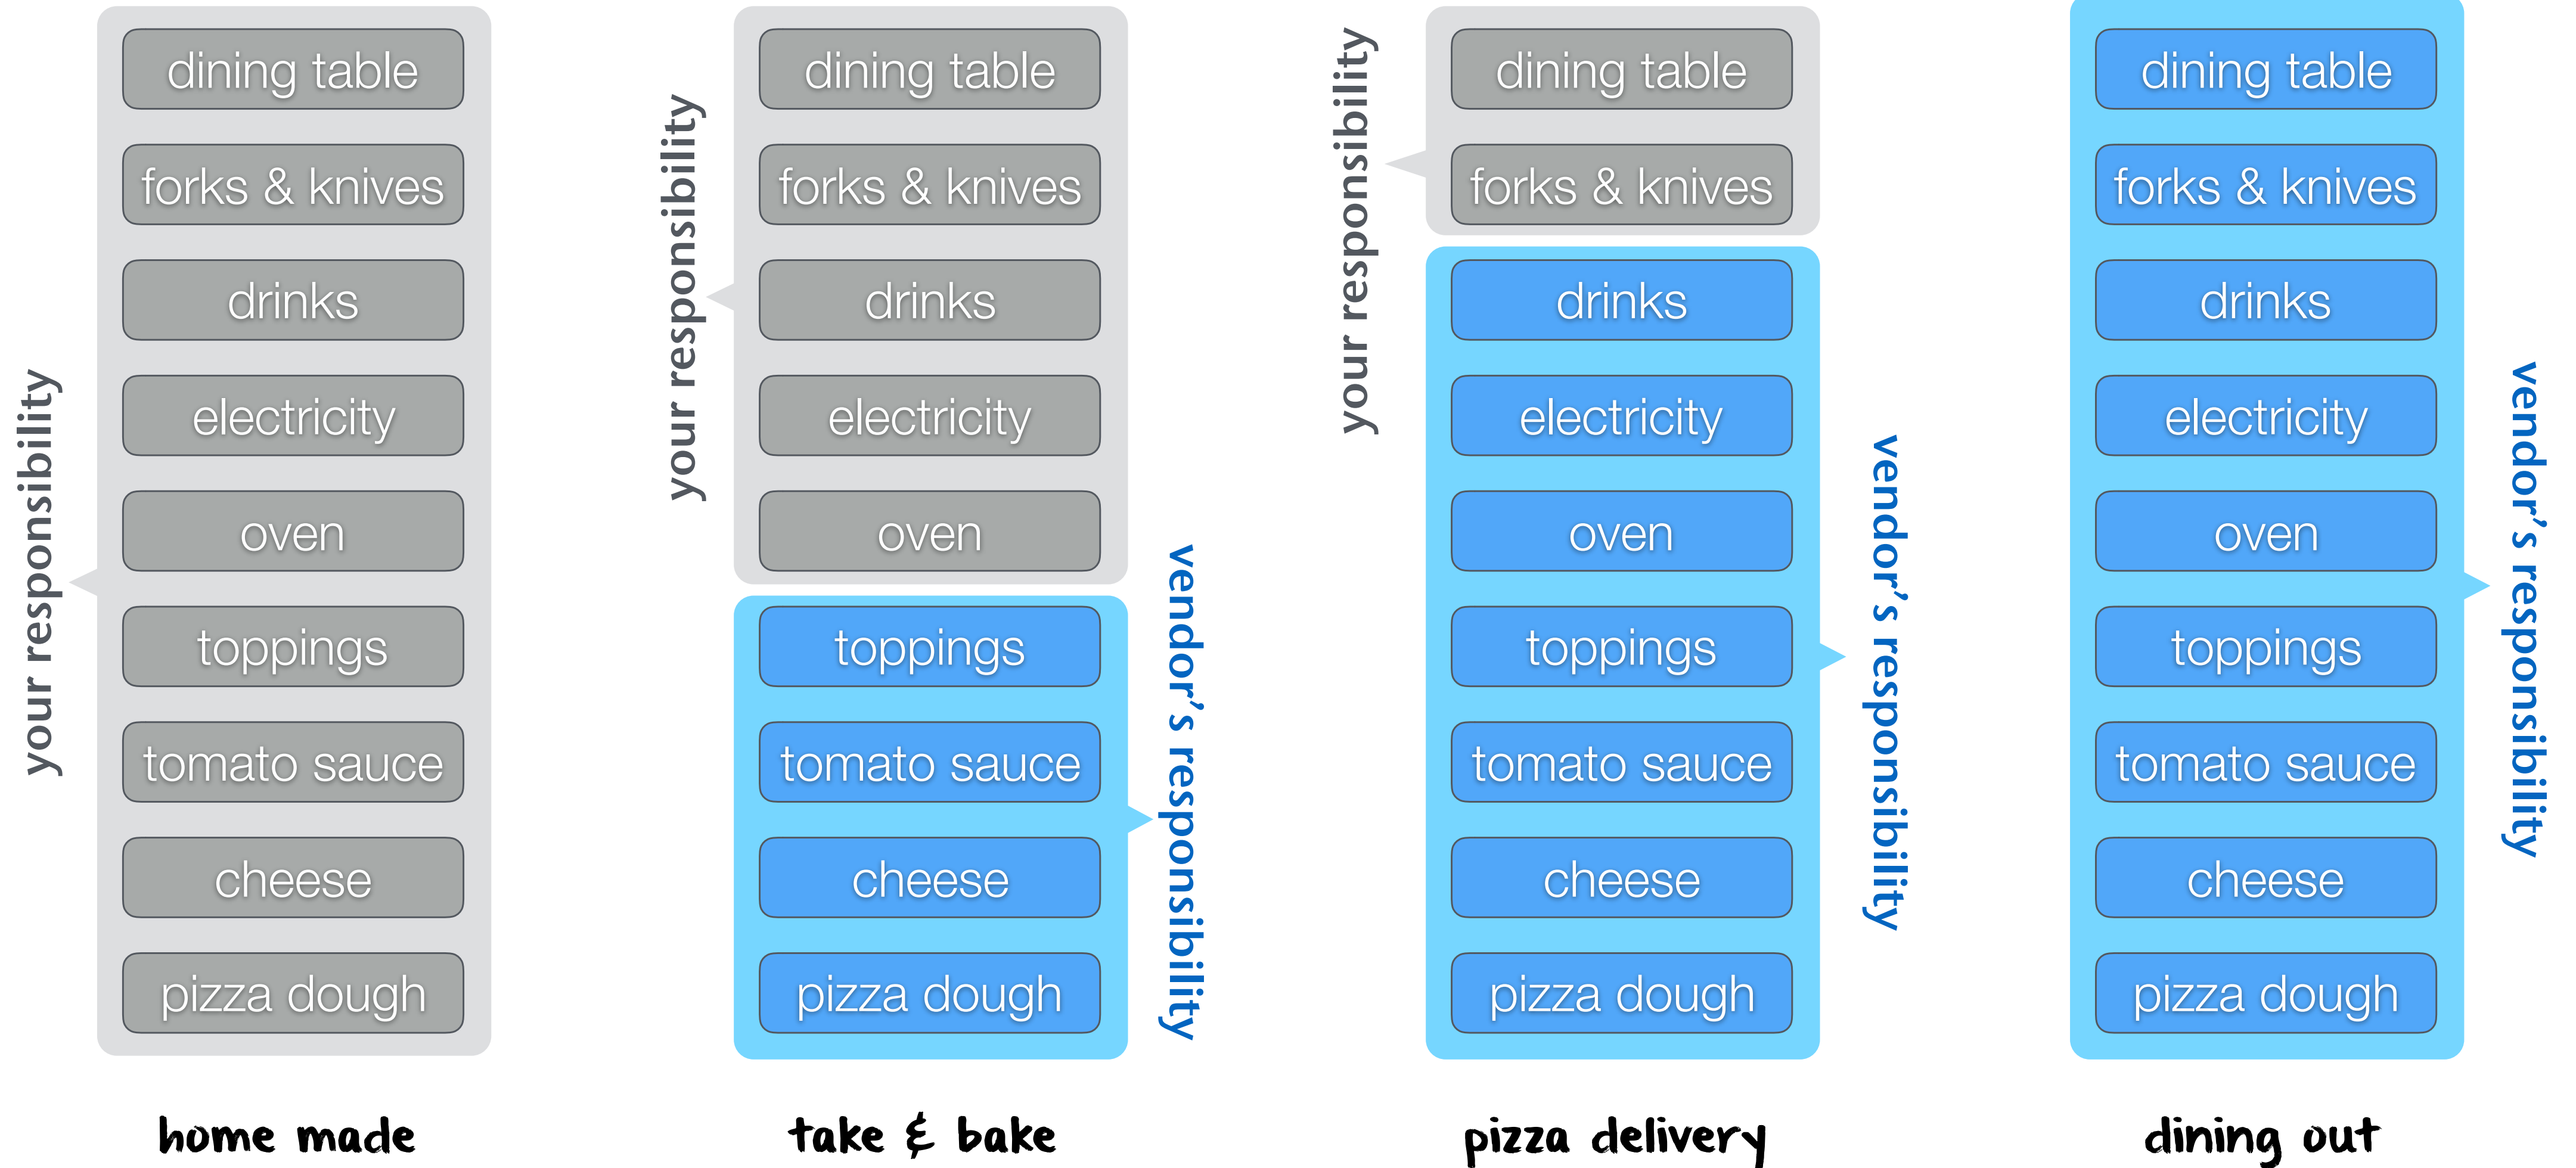 your responsibility
dining table
forks & knives
drinks
electricity
oven
toppings
tomato sauce
cheese
pizza dough
home made
your responsibility
dining table
forks & knives
drinks
electricity
oven
toppings
tomato sauce
cheese
pizza dough
vendor's responsibility
take & bake
your responsibility
dining table
forks & knives
drinks
electricity
oven
toppings
tomato sauce
cheese
pizza dough
vendor's responsibility
pizza delivery
dining table
forks & knives
drinks
electricity
oven
toppings
tomato sauce
cheese
pizza dough
vendor's responsibility
dining out